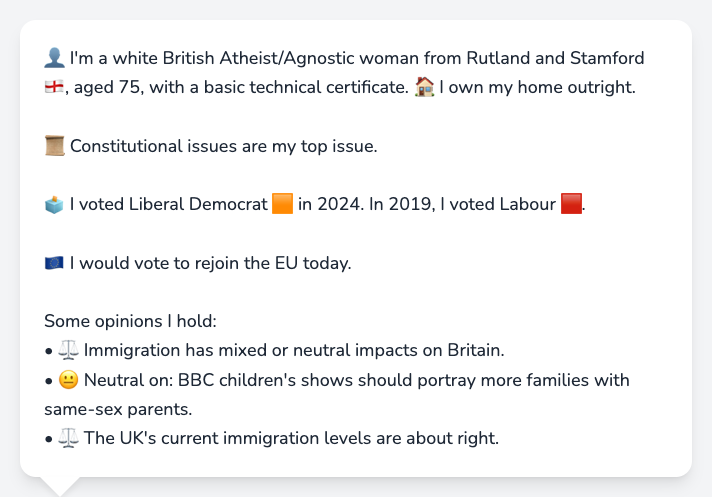 👤 I'm a white British Atheist/Agnostic woman from Rutland and Stamford
🏴󠁧󠁢󠁥󠁮󠁧󠁿, aged 75, with a basic technical certificate. 🏠 I own my home outright.
📜 Constitutional issues are my top issue.
🗳️ I voted Liberal Democrat 🟧 in 2024. In 2019, I voted Labour 🟥.
🇪🇺 I would vote to rejoin the EU today.
Some opinions I hold:
• ⚖️ Immigration has mixed or neutral impacts on Britain.
• 😐 Neutral on: BBC children's shows should portray more families with
same-sex parents.
• ⚖️ The UK's current immigration levels are about right.